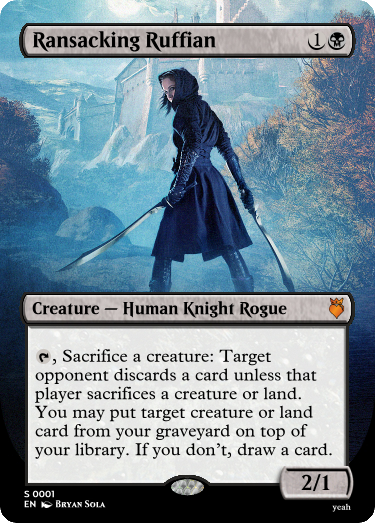 Ransacking Ruffian 1
Creature — Human Knight Rogue
, Sacrifice a creature: Target
opponent discards a card unless that
player sacrifices a creature or land.
You may put target creature or land
card from your graveyard on top of
your library. If you don't, draw a card.
2/1
S 0001
EN Bryan Sola
yeah